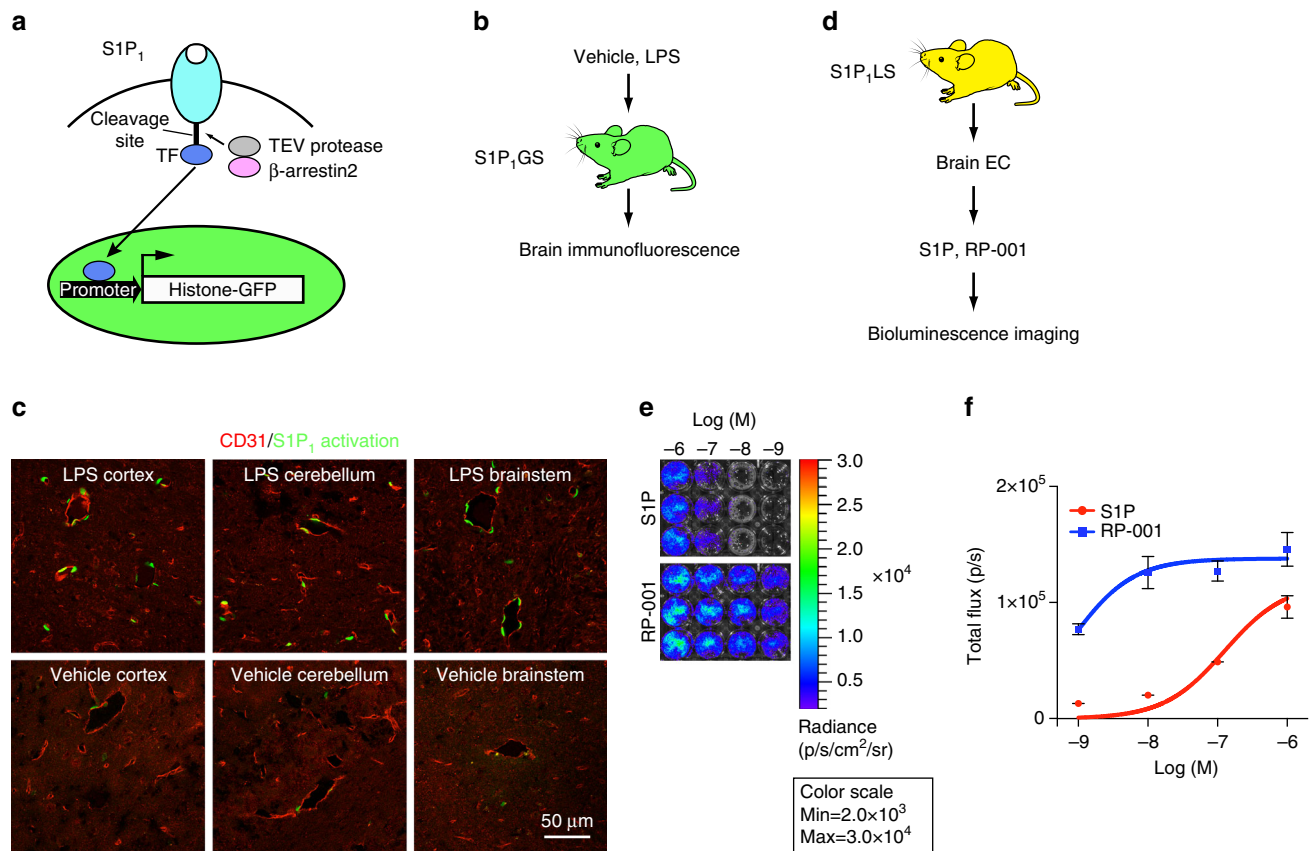 a
S1P₁
Cleavage
site
TF
TEV protease
β-arrestin2
Promoter
Histone-GFP
b
Vehicle, LPS
S1P₁GS
Brain immunofluorescence
d
S1P₁LS
Brain EC
S1P, RP-001
Bioluminescence imaging
c
CD31/S1P₁ activation
LPS cortex
LPS cerebellum
LPS brainstem
Vehicle cortex
Vehicle cerebellum
Vehicle brainstem
50 μm
e
Log (M)
–6 –7 –8 –9
S1P
RP-001
3.0
2.5
2.0
1.5
1.0
0.5
×10⁴
Radiance
(p/s/cm²/sr)
Color scale
Min=2.0×10³
Max=3.0×10⁴
f
S1P
RP-001
Total flux (p/s)
2×10⁵
1×10⁵
0
–9 –8 –7 –6
Log (M)